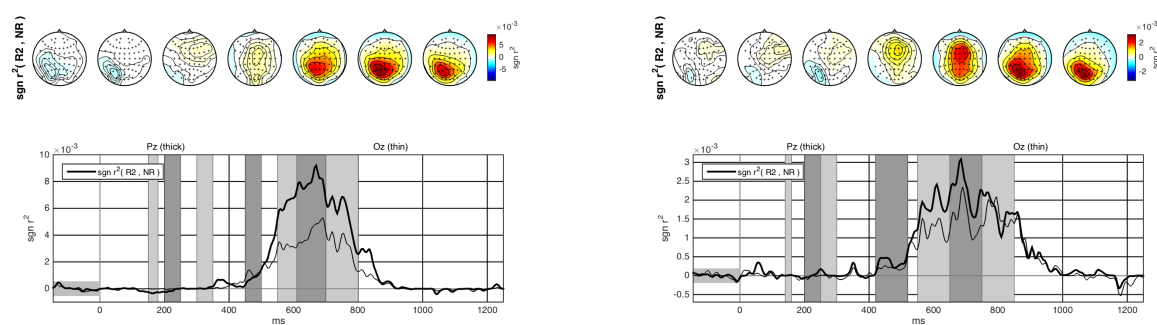 ×10⁻³
5
0
-5
sgn r²
sgn r²( R2 , NR )
Pz (thick)
Oz (thin)
10 ×10⁻³
8
6
4
2
0
sgn r²
sgn r²( R2 , NR )
0 200 400 600 800 1000 1200
ms
×10⁻³
2
0
-2
sgn r²
sgn r²( R2 , NR )
Pz (thick)
Oz (thin)
×10⁻³
3
2.5
2
1.5
1
0.5
0
-0.5
sgn r²
sgn r²( R2 , NR )
0 200 400 600 800 1000 1200
ms